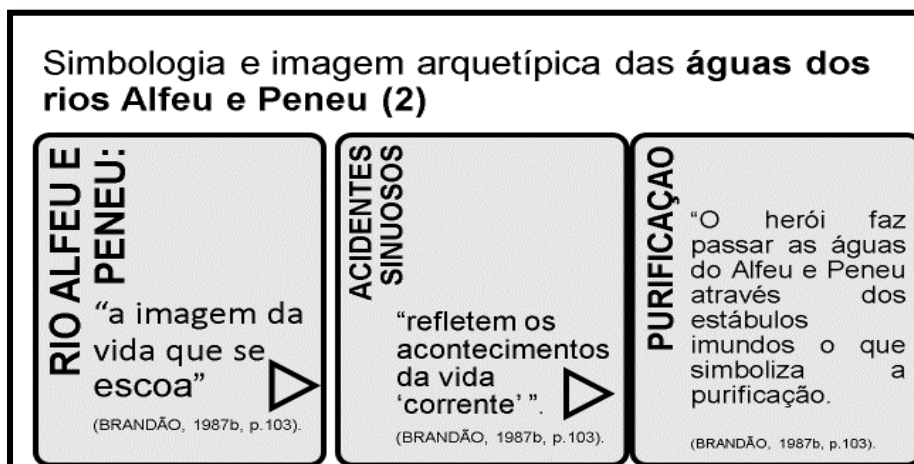 Simbologia e imagem arquetípica das águas dos
rios Alfeu e Peneu (2)
RIO ALFEU E
PENEU:
“a imagem da
vida que se
escoa”
(BRANDÃO, 1987b, p.103).
ACIDENTES
SINUOSOS
“refletem os
acontecimentos
da vida
‘corrente’ ”.
(BRANDÃO, 1987b, p.103).
PURIFICAÇAO
“O herói faz
passar as águas
do Alfeu e Peneu
através dos
estábulos
imundos o que
simboliza a
purificação.
(BRANDÃO, 1987b, p.103).